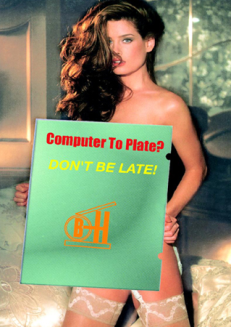 Computer To Plate?
DON'T BE LATE!
B H